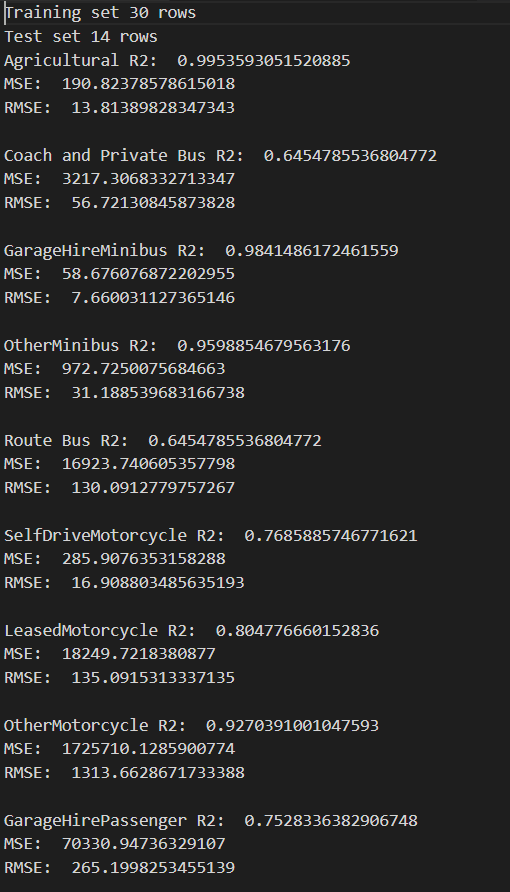 Training set 30 rows
Test set 14 rows
Agricultural R2:  0.9953593051520885
MSE:  190.82378578615018
RMSE:  13.81389828347343
Coach and Private Bus R2:  0.6454785536804772
MSE:  3217.3068332713347
RMSE:  56.72130845873828
GarageHireMinibus R2:  0.9841486172461559
MSE:  58.676076872202955
RMSE:  7.660031127365146
OtherMinibus R2:  0.9598854679563176
MSE:  972.7250075684663
RMSE:  31.188539683166738
Route Bus R2:  0.6454785536804772
MSE:  16923.740605357798
RMSE:  130.0912779757267
SelfDriveMotorcycle R2:  0.7685885746771621
MSE:  285.9076353158288
RMSE:  16.908803485635193
LeasedMotorcycle R2:  0.804776660152836
MSE:  18249.7218380877
RMSE:  135.0915313337135
OtherMotorcycle R2:  0.9270391001047593
MSE:  1725710.1285900774
RMSE:  1313.6628671733388
GarageHirePassenger R2:  0.7528336382906748
MSE:  70330.94736329107
RMSE:  265.1998253455139